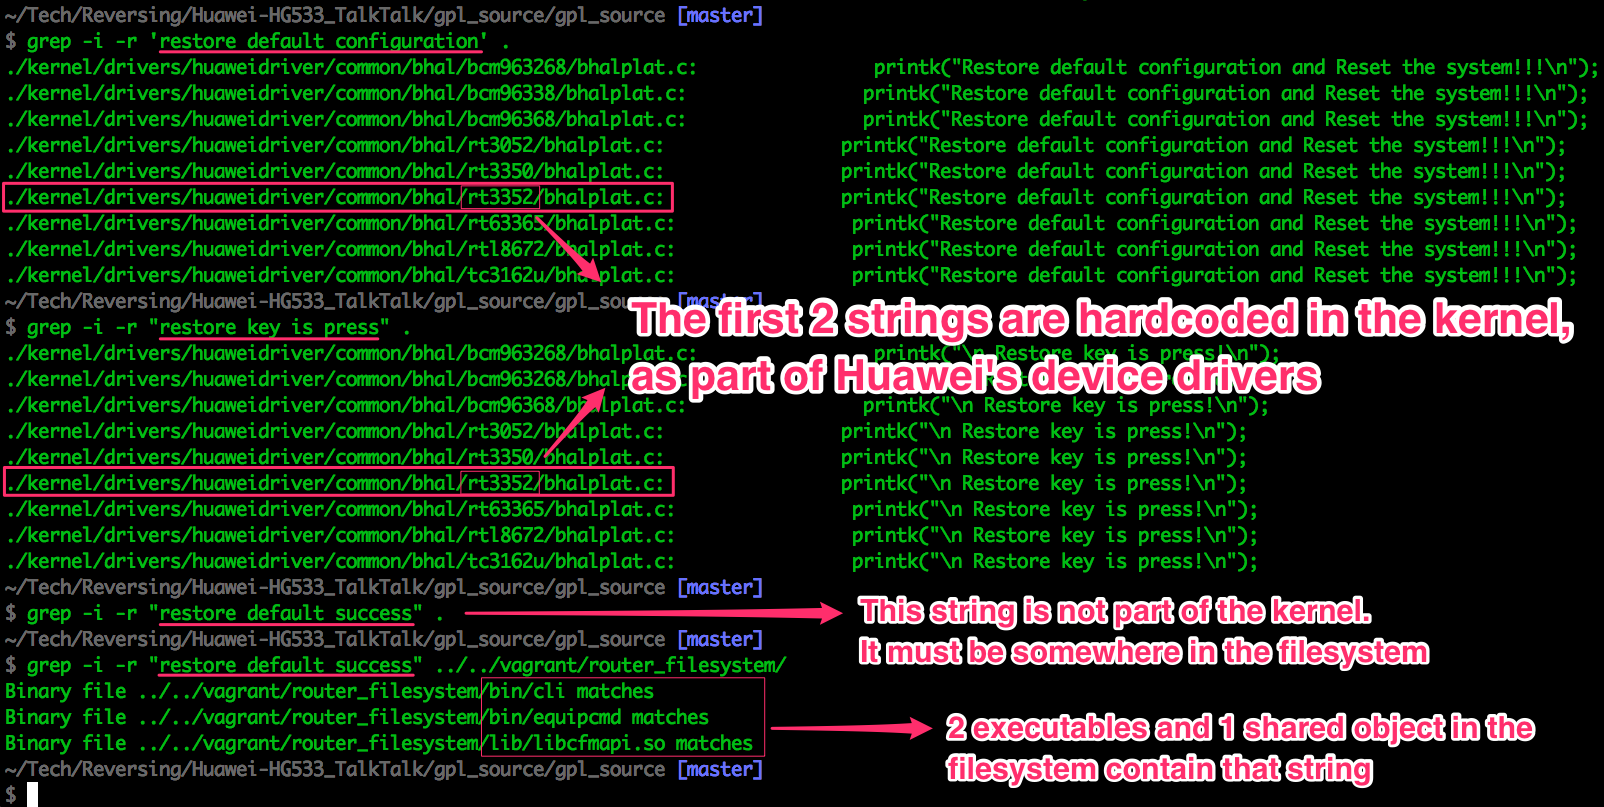 ~/Tech/Reversing/Huawei-HG533_TalkTalk/gpl_source/gpl_source [master]
$ grep -i -r 'restore default configuration' .
./kernel/drivers/huaweidriver/common/bhal/bcm963268/bhalplat.c: printk("Restore default configuration and Reset the system!!!\n");
./kernel/drivers/huaweidriver/common/bhal/bcm96338/bhalplat.c: printk("Restore default configuration and Reset the system!!!\n");
./kernel/drivers/huaweidriver/common/bhal/bcm96368/bhalplat.c: printk("Restore default configuration and Reset the system!!!\n");
./kernel/drivers/huaweidriver/common/bhal/rt3052/bhalplat.c: printk("Restore default configuration and Reset the system!!!\n");
./kernel/drivers/huaweidriver/common/bhal/rt3350/bhalplat.c: printk("Restore default configuration and Reset the system!!!\n");
./kernel/drivers/huaweidriver/common/bhal/rt3352/bhalplat.c: printk("Restore default configuration and Reset the system!!!\n");
./kernel/drivers/huaweidriver/common/bhal/rt63365/bhalplat.c: printk("Restore default configuration and Reset the system!!!\n");
./kernel/drivers/huaweidriver/common/bhal/rtl8672/bhalplat.c: printk("Restore default configuration and Reset the system!!!\n");
./kernel/drivers/huaweidriver/common/bhal/tc3162u/bhalplat.c: printk("Restore default configuration and Reset the system!!!\n");
~/Tech/Reversing/Huawei-HG533_TalkTalk/gpl_source/gpl_source [master]
The first 2 strings are hardcoded in the kernel,
as part of Huawei's device drivers
$ grep -i -r "restore key is press" .
./kernel/drivers/huaweidriver/common/bhal/bcm963268/bhalplat.c: printk("\n Restore key is press!\n");
./kernel/drivers/huaweidriver/common/bhal/bcm963268/bhalp
./kernel/drivers/huaweidriver/common/bhal/bcm96368/bhalplat.c: printk("\n Restore key is press!\n");
./kernel/drivers/huaweidriver/common/bhal/rt3052/bhalplat.c: printk("\n Restore key is press!\n");
./kernel/drivers/huaweidriver/common/bhal/rt3350/bhalplat.c: printk("\n Restore key is press!\n");
./kernel/drivers/huaweidriver/common/bhal/rt3352/bhalplat.c: printk("\n Restore key is press!\n");
./kernel/drivers/huaweidriver/common/bhal/rt63365/bhalplat.c: printk("\n Restore key is press!\n");
./kernel/drivers/huaweidriver/common/bhal/rtl8672/bhalplat.c: printk("\n Restore key is press!\n");
./kernel/drivers/huaweidriver/common/bhal/tc3162u/bhalplat.c: printk("\n Restore key is press!\n");
~/Tech/Reversing/Huawei-HG533_TalkTalk/gpl_source/gpl_source [master]
$ grep -i -r "restore default success" .
This string is not part of the kernel.
It must be somewhere in the filesystem
~/Tech/Reversing/Huawei-HG533_TalkTalk/gpl_source/gpl_source [master]
$ grep -i -r "restore default success" ../../vagrant/router_filesystem/
Binary file ../../vagrant/router_filesystem/bin/cli matches
Binary file ../../vagrant/router_filesystem/bin/equipcmd matches
Binary file ../../vagrant/router_filesystem/lib/libcfmapi.so matches
2 executables and 1 shared object in the
filesystem contain that string
~/Tech/Reversing/Huawei-HG533_TalkTalk/gpl_source/gpl_source [master]
$